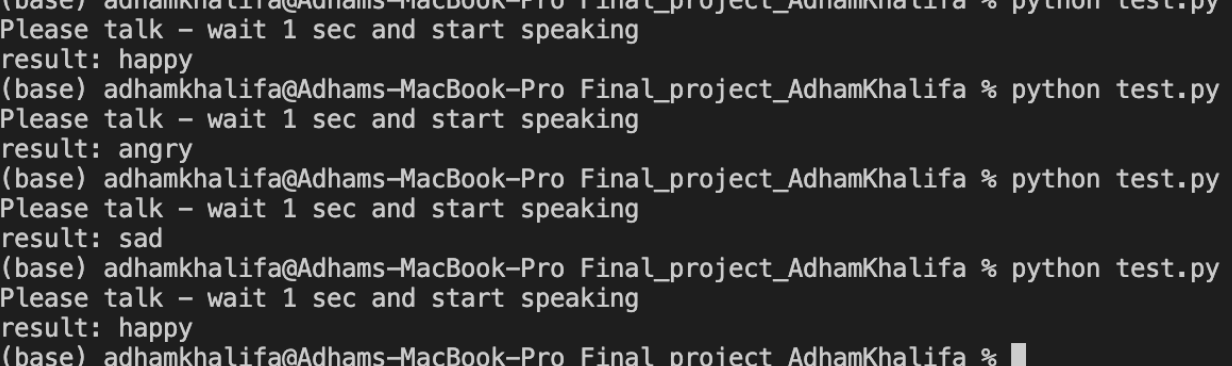 (base) adhamkhalifa@Adhams-MacBook-Pro Final_project_AdhamKhalifa % python test.py
Please talk – wait 1 sec and start speaking
result: happy
(base) adhamkhalifa@Adhams-MacBook-Pro Final_project_AdhamKhalifa % python test.py
Please talk – wait 1 sec and start speaking
result: angry
(base) adhamkhalifa@Adhams-MacBook-Pro Final_project_AdhamKhalifa % python test.py
Please talk – wait 1 sec and start speaking
result: sad
(base) adhamkhalifa@Adhams-MacBook-Pro Final_project_AdhamKhalifa % python test.py
Please talk – wait 1 sec and start speaking
result: happy
(base) adhamkhalifa@Adhams-MacBook-Pro Final_project_AdhamKhalifa %